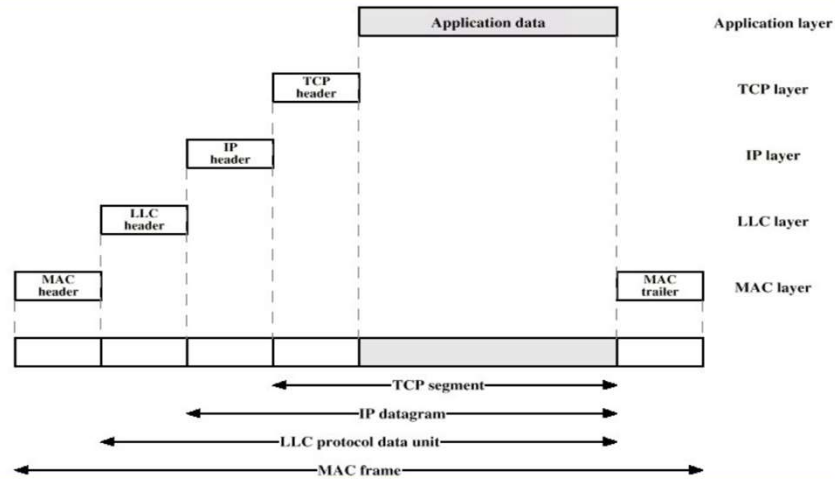 Application data
Application layer
TCP
header
TCP layer
IP
header
IP layer
LLC
header
LLC layer
MAC
header
MAC
trailer
MAC layer
TCP segment
IP datagram
LLC protocol data unit
MAC frame